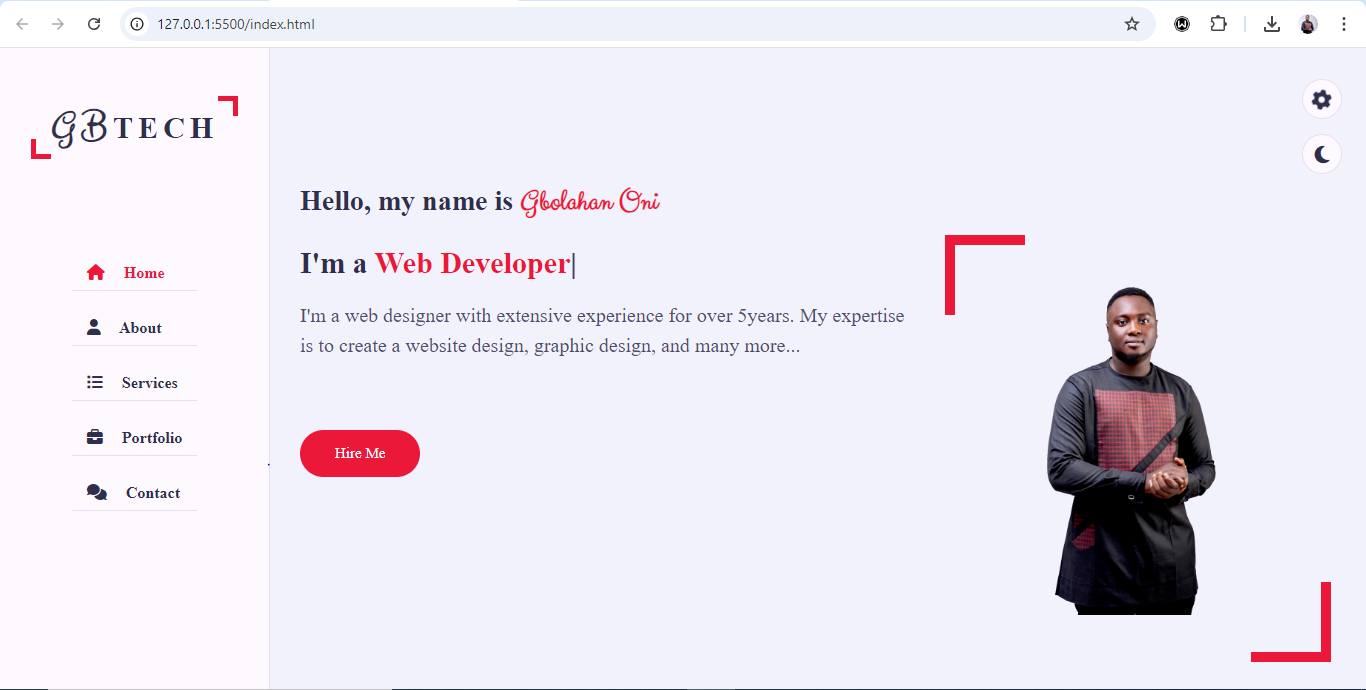 127.0.0.1:5500/index.html
GBTECH
Home
About
Services
Portfolio
Contact
Hello, my name is Gbolahan Oni
I'm a Web Developer|
I'm a web designer with extensive experience for over 5years. My expertise
is to create a website design, graphic design, and many more...
Hire Me